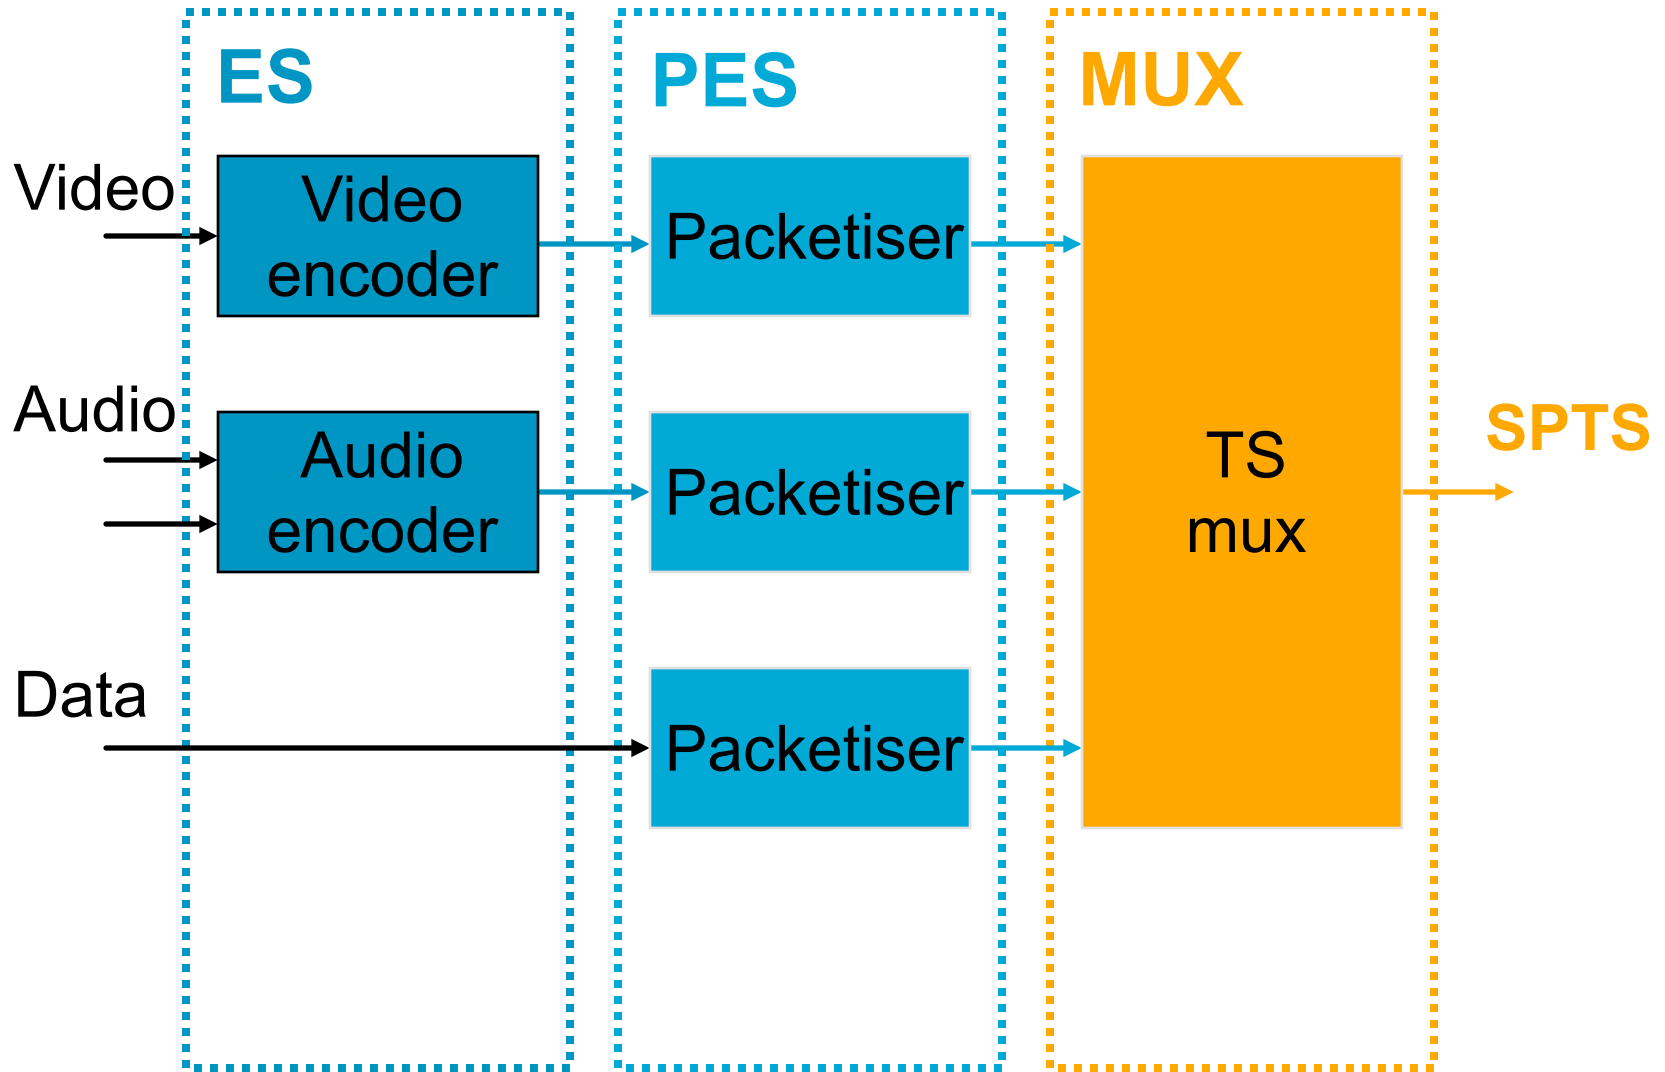 ES
PES
MUX
Video
Video
encoder
Packetiser
Audio
Audio
encoder
Packetiser
TS
mux
SPTS
Data
Packetiser